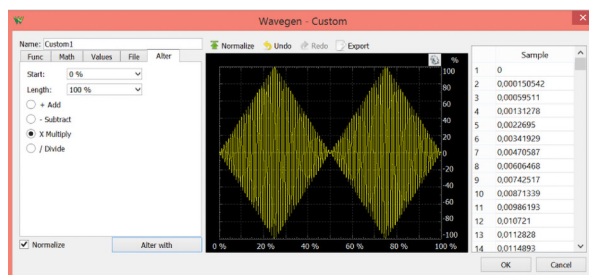 Wavegen - Custom
Name: Custom1
Func Math Values File Alter
Start: 0 %
Length: 100 %
+ Add
- Subtract
X Multiply
/ Divide
Normalize Alter with
Normalize Undo Redo Export
%
100
80
60
40
20
0
-20
-40
-60
-80
-100
0 % 20 % 40 % 60 % 80 % 100 %
Sample
1 0
2 0,000150542
3 0,00059511
4 0,00131278
5 0,0022695
6 0,00341929
7 0,00470587
8 0,00606468
9 0,00742517
10 0,00871339
11 0,00986193
12 0,010721
13 0,0112828
14 0,0114893
OK Cancel